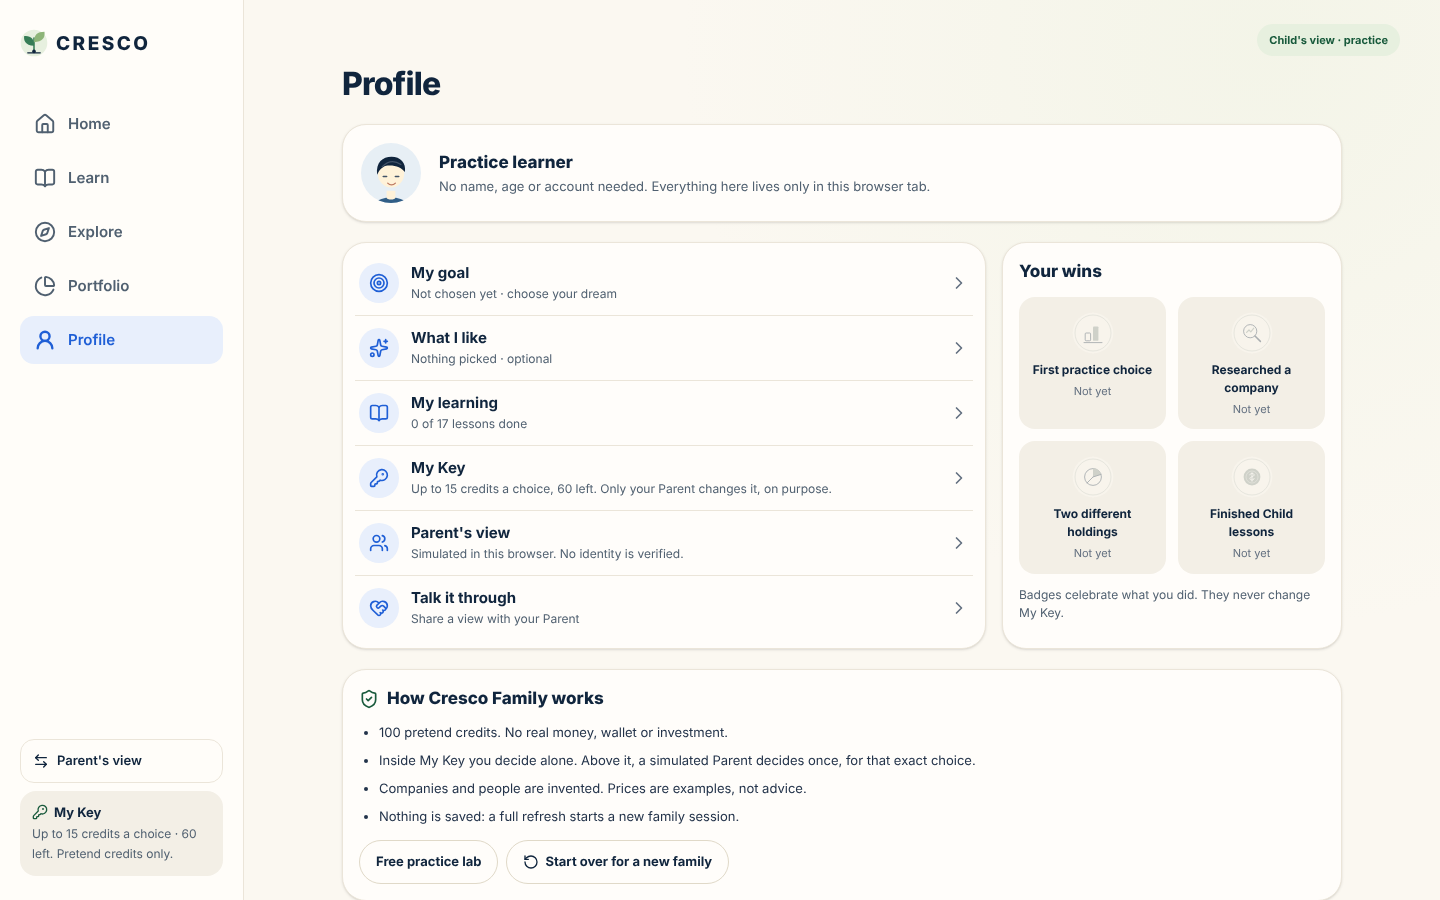 CRESCO
Home
Learn
Explore
Portfolio
Profile
Parent's view
My Key
Up to 15 credits a choice · 60
left. Pretend credits only.
Child's view · practice
Profile
Practice learner
No name, age or account needed. Everything here lives only in this browser tab.
My goal
Not chosen yet · choose your dream
What I like
Nothing picked · optional
My learning
0 of 17 lessons done
My Key
Up to 15 credits a choice, 60 left. Only your Parent changes it, on purpose.
Parent's view
Simulated in this browser. No identity is verified.
Talk it through
Share a view with your Parent
Your wins
First practice choice
Not yet
Researched a
company
Not yet
Two different
holdings
Not yet
Finished Child
lessons
Not yet
Badges celebrate what you did. They never change
My Key.
How Cresco Family works
• 100 pretend credits. No real money, wallet or investment.
• Inside My Key you decide alone. Above it, a simulated Parent decides once, for that exact choice.
• Companies and people are invented. Prices are examples, not advice.
• Nothing is saved: a full refresh starts a new family session.
Free practice lab
Start over for a new family